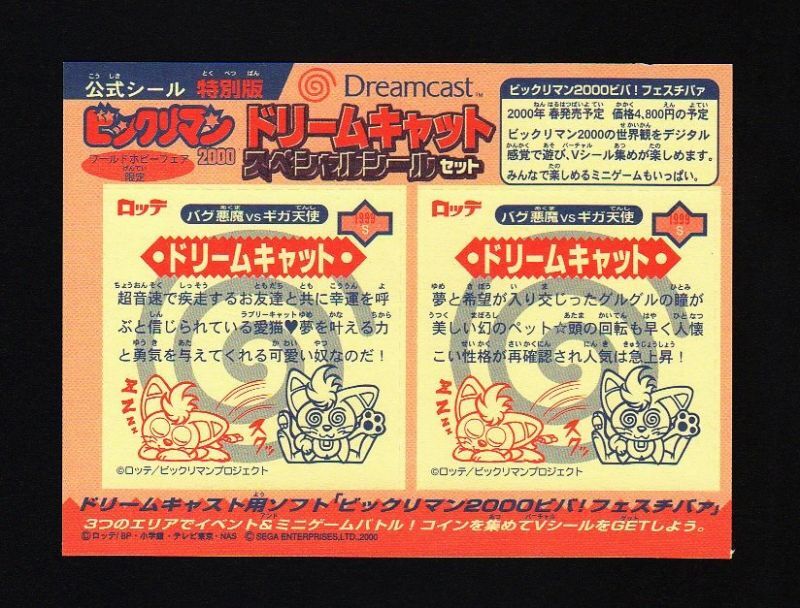 公式シール 特別版
Dreamcast™
ビックリマン2000
ワールドホビーフェア
限定
ドリームキャット
スペシャルシールセット
ビックリマン2000ビバ!フェスチバァ
2000年 春発売予定 価格4,800円の予定
ビックリマン2000の世界観をデジタル
感覚で遊び、Vシール集めが楽しめます。
みんなで楽しめるミニゲームもいっぱい。
ロッテ
バグ悪魔vsギガ天使
1999
S
・ドリームキャット・
超音速で疾走するお友達と共に幸運を呼
ぶと信じられている愛猫♥夢を叶える力
と勇気を与えてくれる可愛い奴なのだ!
ZZZZ
スクッ
©ロッテ/ビックリマンプロジェクト
ロッテ
バグ悪魔vsギガ天使
1999
S
・ドリームキャット・
夢と希望が入り交じったグルグルの瞳が
美しい幻のペット☆頭の回転も早く人懐
こい性格が再確認され人気は急上昇!
ZZZZ
スクッ
©ロッテ/ビックリマンプロジェクト
ドリームキャスト用ソフト「ビックリマン2000ビバ!フェスチバァ」
3つのエリアでイベント&ミニゲームバトル!コインを集めてVシールをGETしよう。
©ロッテ/BP・小学館・テレビ東京・NAS ©SEGA ENTERPRISES,LTD.,2000